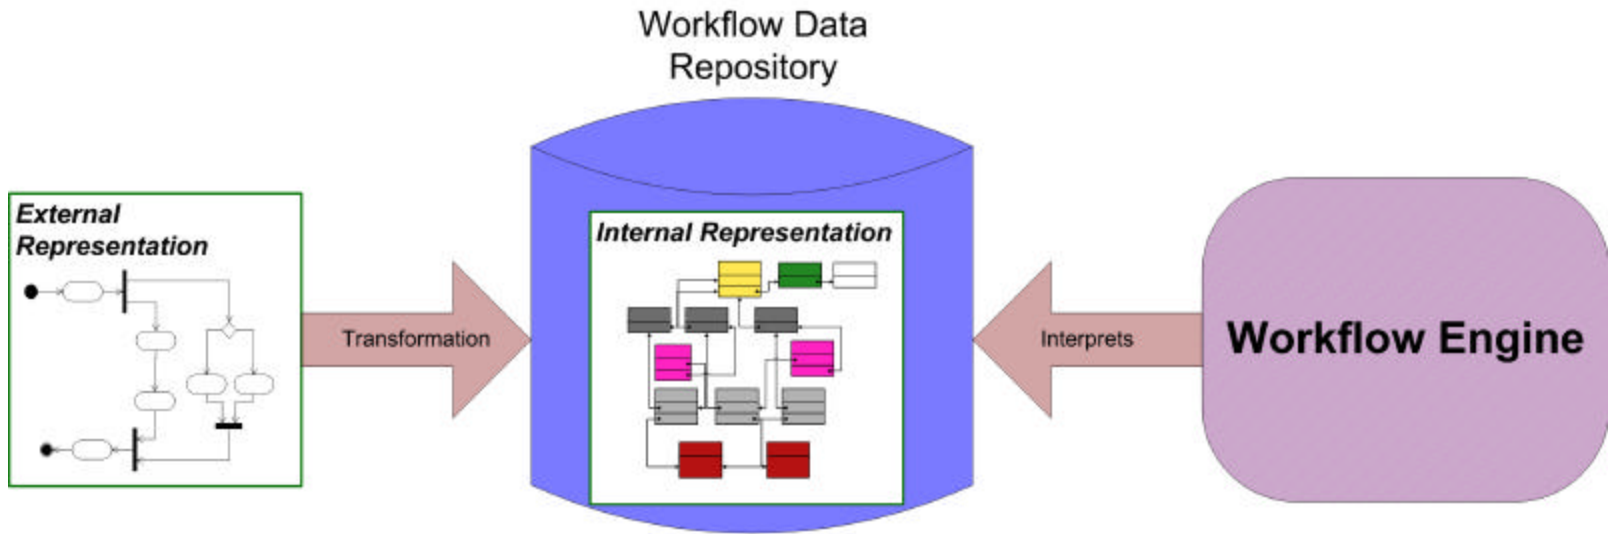 Workflow Data
Repository
External
Representation
Internal Representation
Transformation
Interprets
Workflow Engine